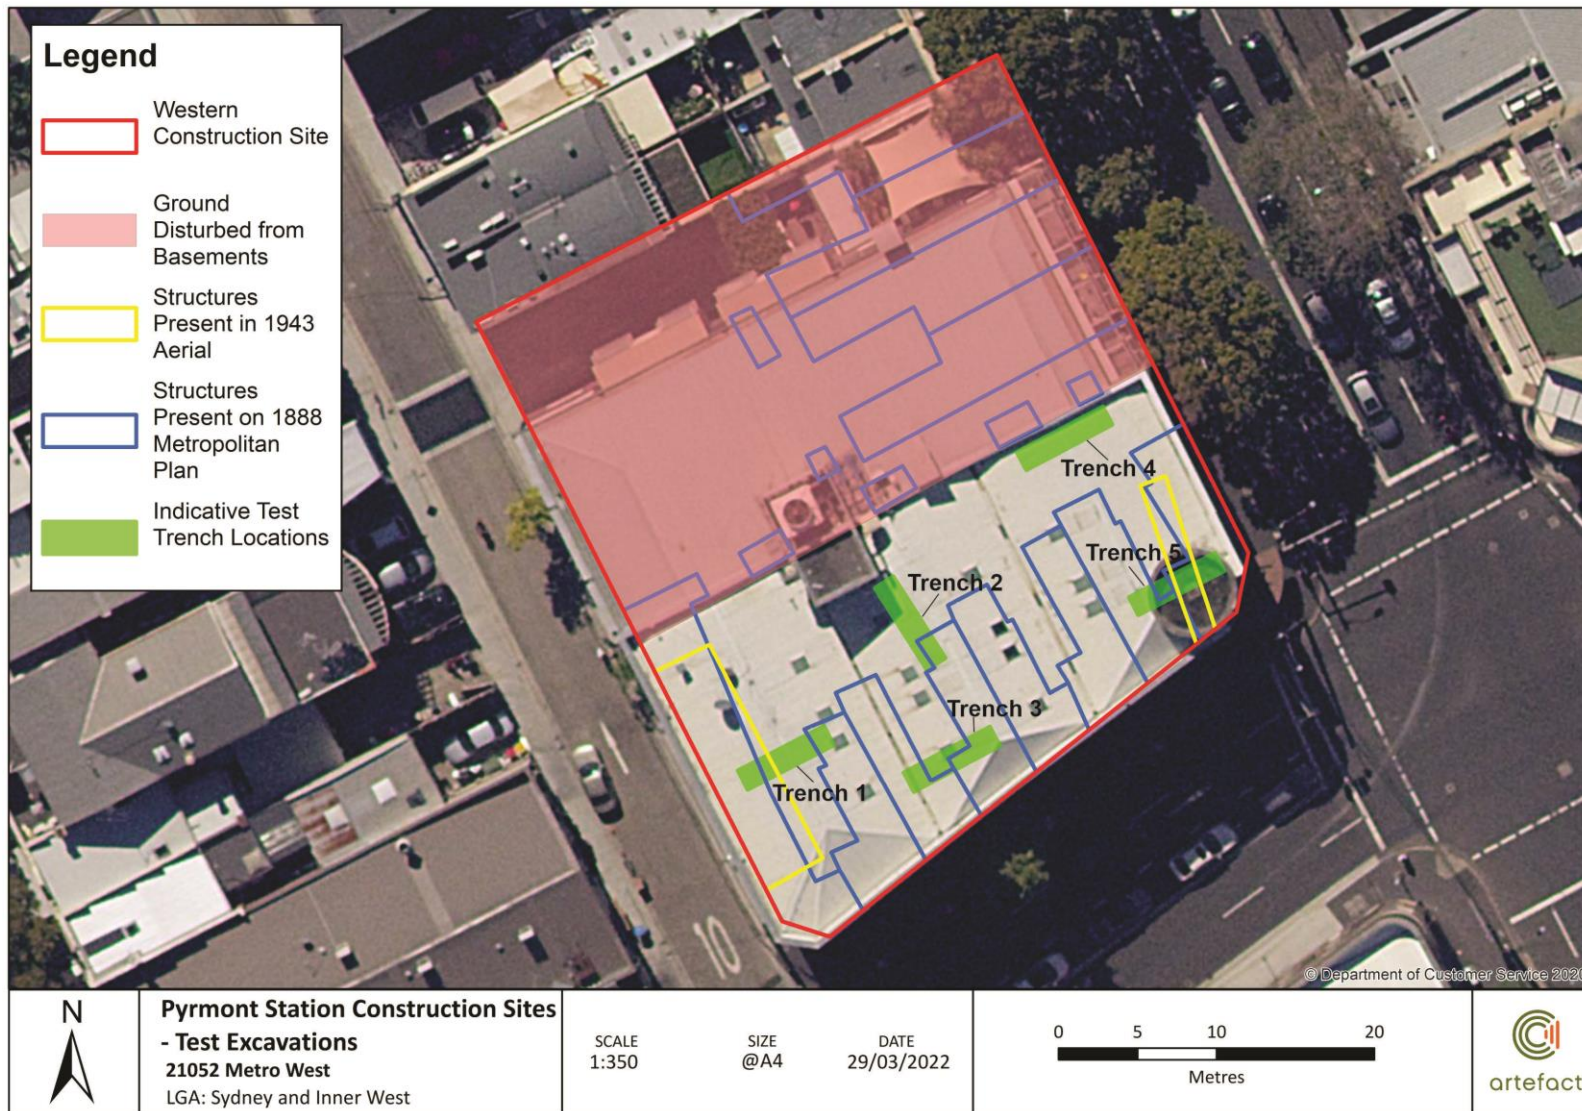 Legend
Western
Construction Site
Ground
Disturbed from
Basements
Structures
Present in 1943
Aerial
Structures
Present on 1888
Metropolitan
Plan
Indicative Test
Trench Locations
Trench 4
Trench 5
Trench 2
Trench 3
Trench 1
10
© Department of Customer Service 2020
N
Pyrmont Station Construction Sites
- Test Excavations
21052 Metro West
LGA: Sydney and Inner West
SCALE
1:350
SIZE
@A4
DATE
29/03/2022
0 5 10 20
Metres
artefact